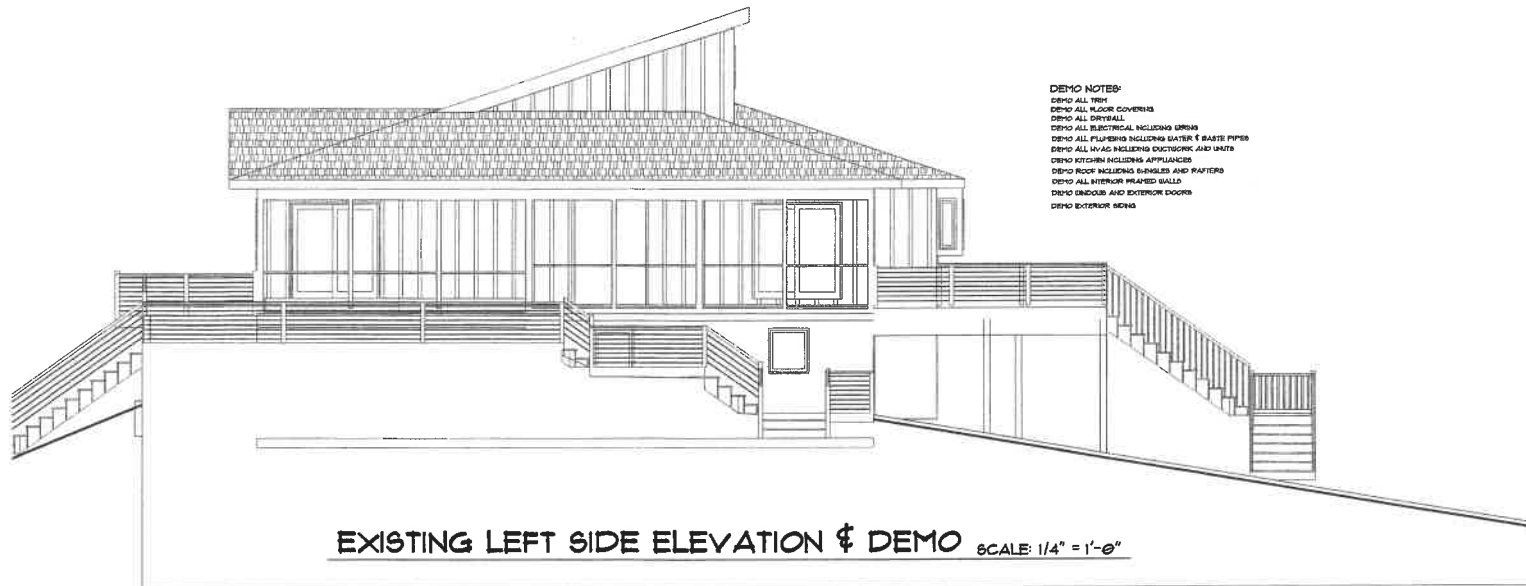 DEMO NOTES:
DEMO ALL TRIM
DEMO ALL FLOOR COVERING
DEMO ALL DRYWALL
DEMO ALL ELECTRICAL INCLUDING WIRING
DEMO ALL PLUMBING INCLUDING WATER & WASTE PIPES
DEMO ALL HVAC INCLUDING DUCTWORK AND UNITS
DEMO KITCHEN INCLUDING APPLIANCES
DEMO ROOF INCLUDING SHINGLES AND RAFTERS
DEMO ALL INTERIOR FRAMED WALLS
DEMO WINDOWS AND EXTERIOR DOORS
DEMO EXTERIOR SIDING
EXISTING LEFT SIDE ELEVATION & DEMO SCALE: 1/4" = 1'-0"